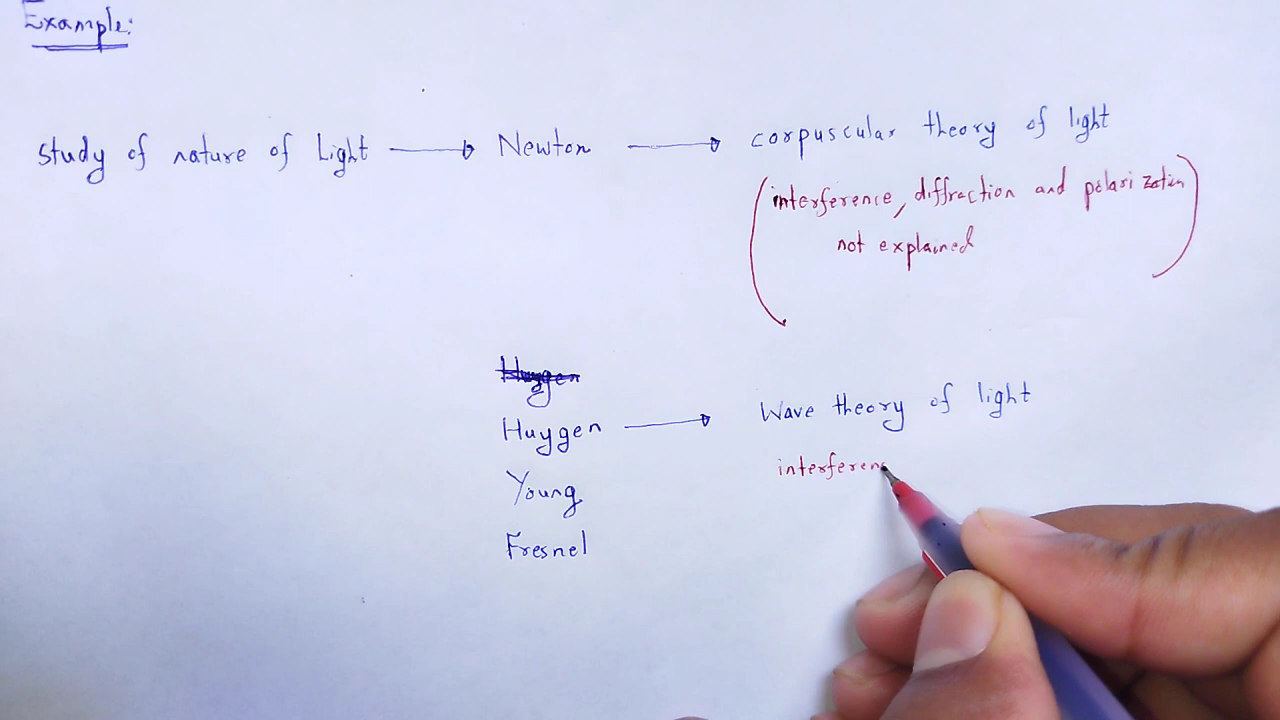 Example:
Study of nature of Light → Newton → corpuscular theory of light
(interference, diffraction and polarization
not explained)
Huygen
Huygen → Wave theory of light
interferen
Young
Fresnel